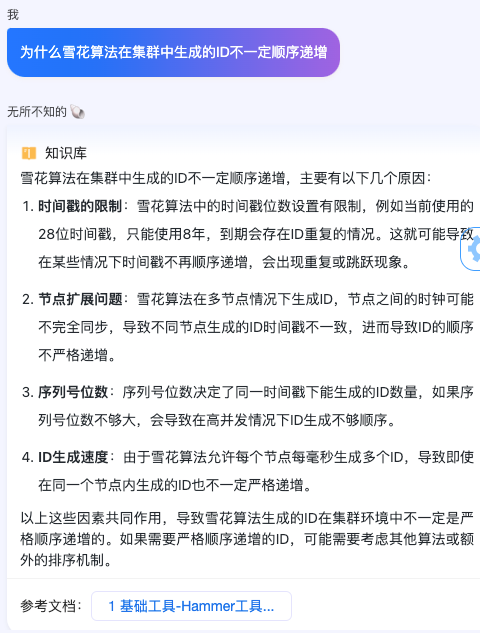 我
为什么雪花算法在集群中生成的ID不一定顺序递增
无所不知的
知识库
雪花算法在集群中生成的ID不一定顺序递增，主要有以下几个原因：
1. 时间戳的限制：雪花算法中的时间戳位数设置有限制，例如当前使用的
28位时间戳，只能使用8年，到期会存在ID重复的情况。这就可能导致
在某些情况下时间戳不再顺序递增，会出现重复或跳跃现象。
2. 节点扩展问题：雪花算法在多节点情况下生成ID，节点之间的时钟可能
不完全同步，导致不同节点生成的ID时间戳不一致，进而导致ID的顺序
不严格递增。
3. 序列号位数：序列号位数决定了同一时间戳下能生成的ID数量，如果序
列号位数不够大，会导致在高并发情况下ID生成不够顺序。
4. ID生成速度：由于雪花算法允许每个节点每毫秒生成多个ID，导致即使
在同一个节点内生成的ID也不一定严格递增。
以上这些因素共同作用，导致雪花算法生成的ID在集群环境中不一定是严
格顺序递增的。如果需要严格顺序递增的ID，可能需要考虑其他算法或额
外的排序机制。
参考文档： 1 基础工具-Hammer工具...